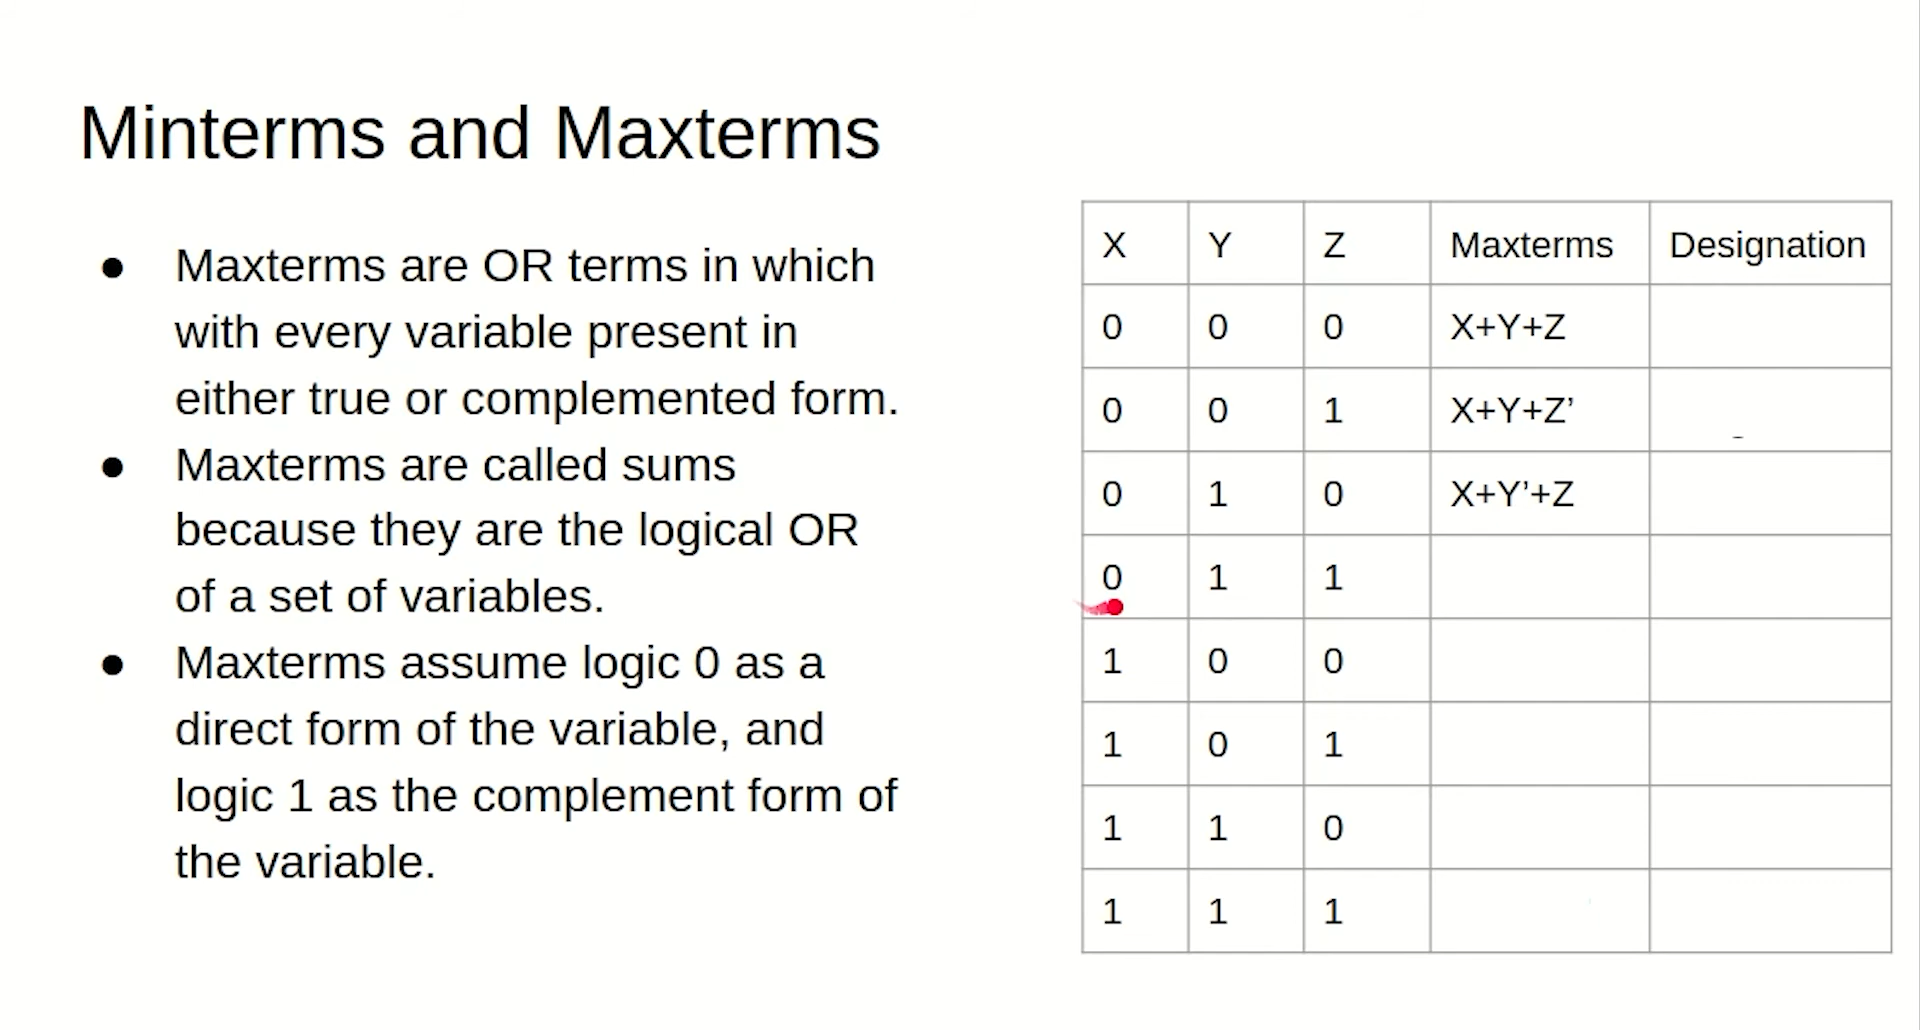 Minterms and Maxterms
● Maxterms are OR terms in which
with every variable present in
either true or complemented form.
● Maxterms are called sums
because they are the logical OR
of a set of variables.
● Maxterms assume logic 0 as a
direct form of the variable, and
logic 1 as the complement form of
the variable.
X Y Z Maxterms Designation
0 0 0 X+Y+Z
0 0 1 X+Y+Z’
0 1 0 X+Y’+Z
0 1 1
1 0 0
1 0 1
1 1 0
1 1 1